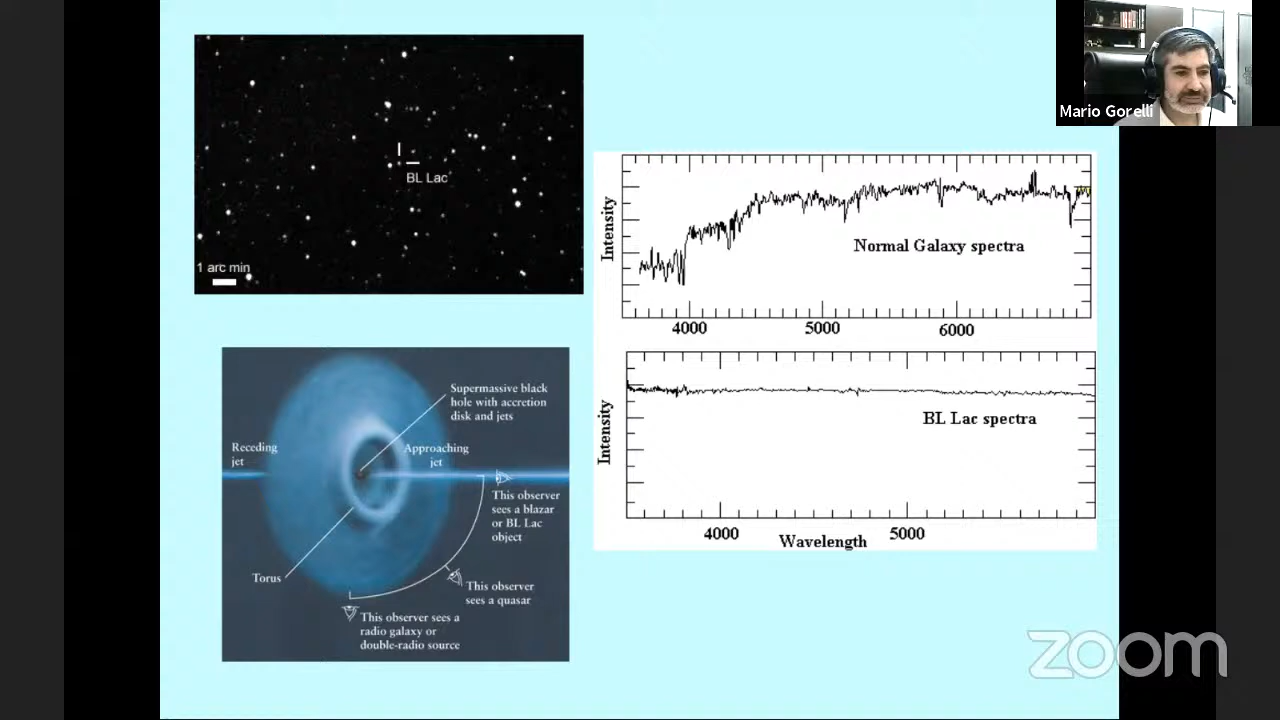 BL Lac
1 arc min
Mario Gorelli
Intensity
Normal Galaxy spectra
4000
5000
6000
Intensity
BL Lac spectra
4000
5000
Wavelength
Supermassive black
hole with accretion
disk and jets
Receding
jet
Approaching
jet
This observer
sees a blazar
or BL Lac
object
Torus
This observer
sees a quasar
This observer sees a
radio galaxy or
double-radio source
zoom